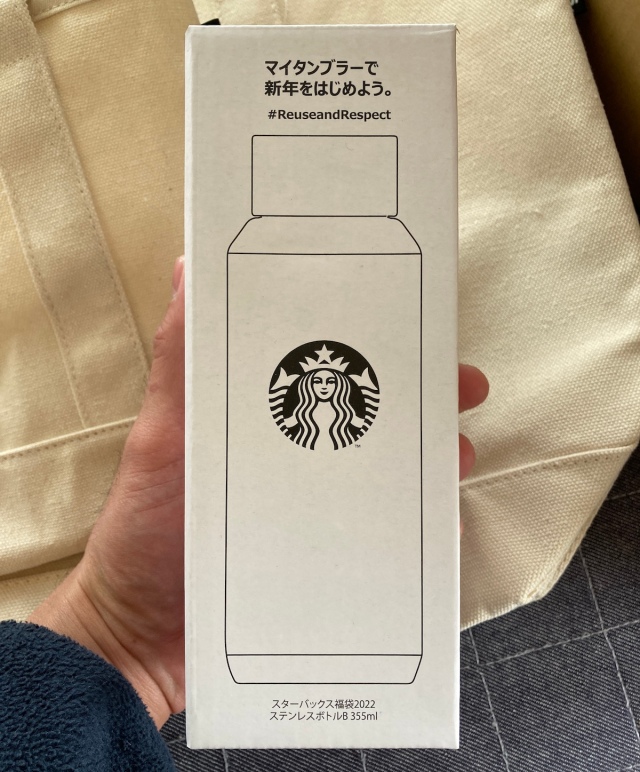 マイタンブラーで
新年をはじめよう。
#ReuseandRespect
TM
スターバックス福袋2022
ステンレスボトルB 355ml